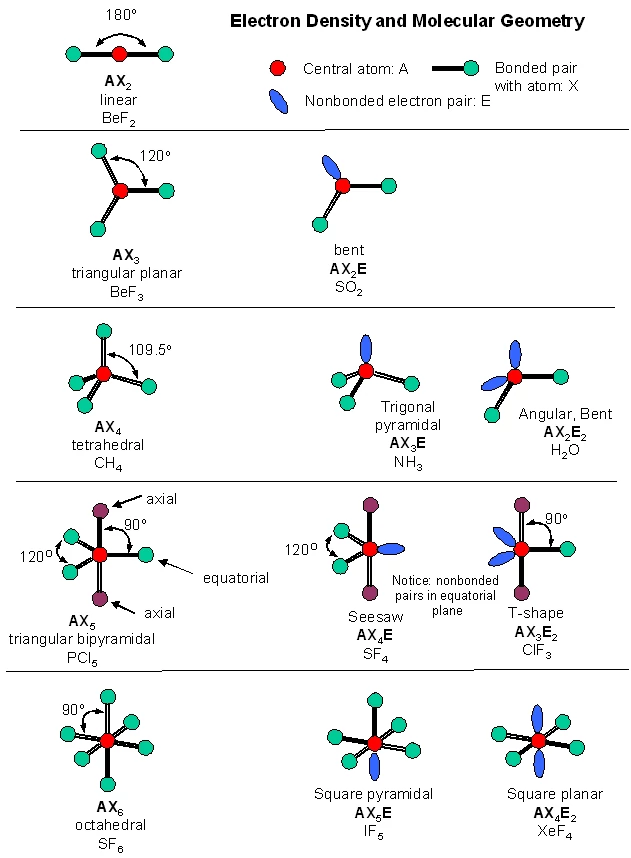 Electron Density and Molecular Geometry
180°
Central atom: A
Bonded pair
with atom: X
Nonbonded electron pair: E
AX₂
linear
BeF₂
120°
AX₃
triangular planar
BeF₃
bent
AX₂E
SO₂
109.5°
AX₄
tetrahedral
CH₄
Trigonal
pyramidal
AX₃E
NH₃
Angular, Bent
AX₂E₂
H₂O
axial
90°
120°
equatorial
axial
AX₅
triangular bipyramidal
PCl₅
120°
Notice: nonbonded
pairs in equatorial
plane
Seesaw
AX₄E
SF₄
90°
T-shape
AX₃E₂
ClF₃
90°
AX₆
octahedral
SF₆
Square pyramidal
AX₅E
IF₅
Square planar
AX₄E₂
XeF₄